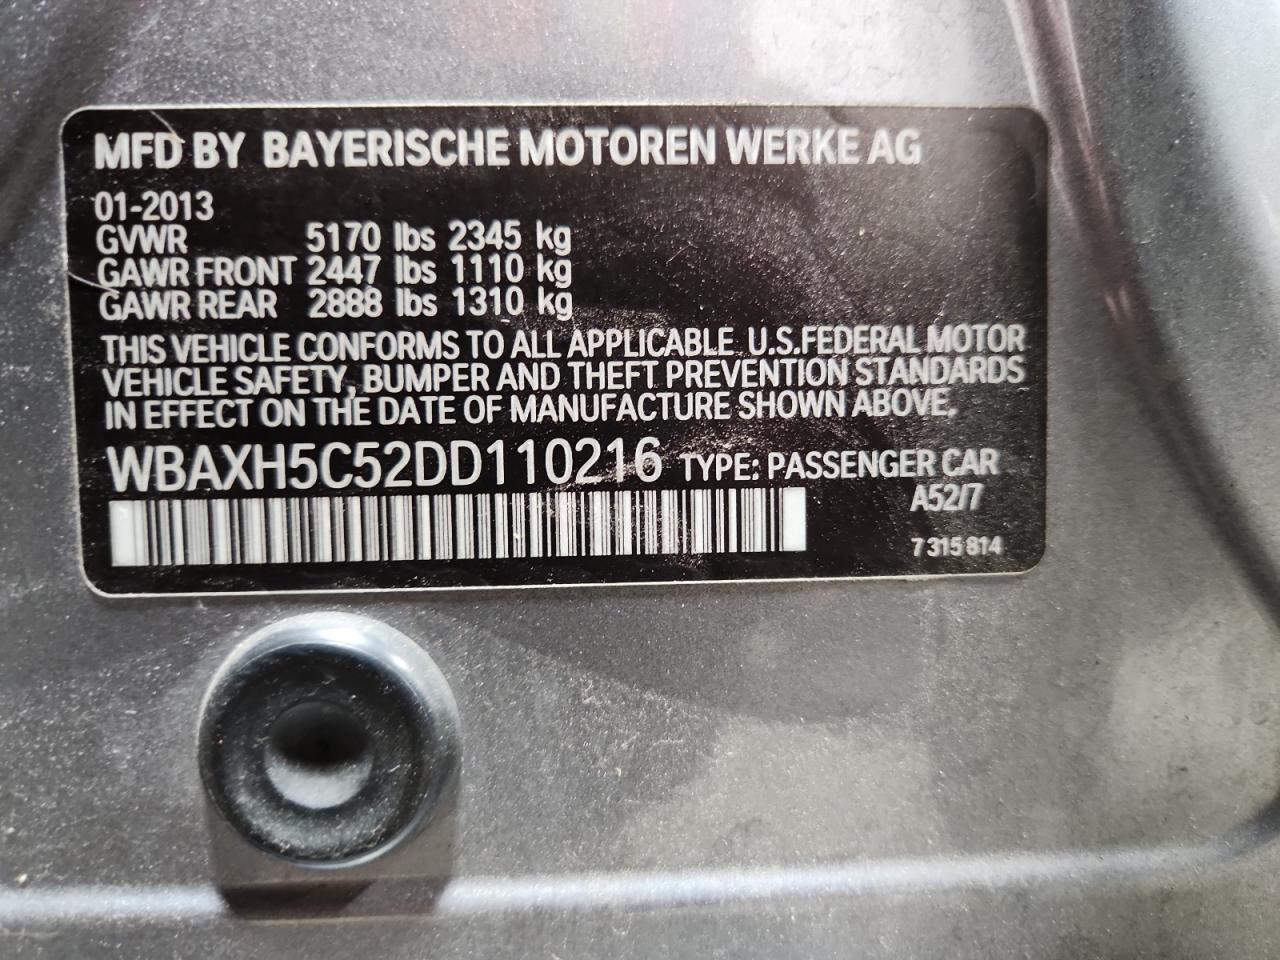 MFD BY BAYERISCHE MOTOREN WERKE AG
01-2013
GVWR 5170 lbs 2345 kg
GAWR FRONT 2447 lbs 1110 kg
GAWR REAR 2888 lbs 1310 kg
THIS VEHICLE CONFORMS TO ALL APPLICABLE U.S.FEDERAL MOTOR
VEHICLE SAFETY, BUMPER AND THEFT PREVENTION STANDARDS
IN EFFECT ON THE DATE OF MANUFACTURE SHOWN ABOVE.
WBAXH5C52DD110216 TYPE: PASSENGER CAR
A52/7
7 315 814